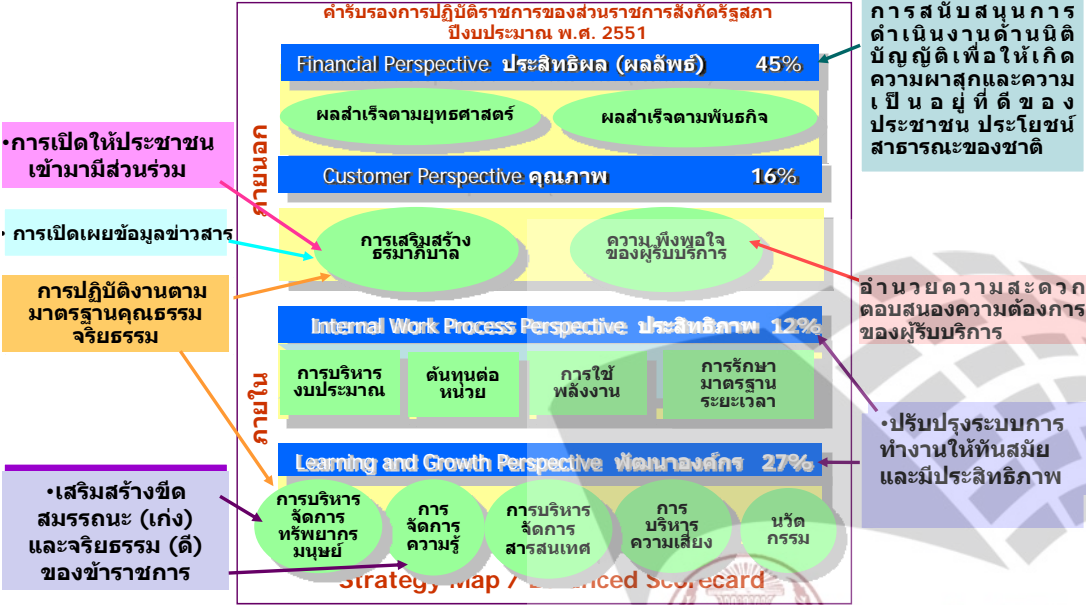 คำรับรองการปฏิบัติราชการของส่วนราชการสังกัดรัฐสภา
ปีงบประมาณ พ.ศ. 2551
Financial Perspective ประสิทธิผล (ผลลัพธ์) 45%
ผลสำเร็จตามยุทธศาสตร์
ผลสำเร็จตามพันธกิจ
ภายนอก
Customer Perspective คุณภาพ 16%
การเสริมสร้าง
ธรมาภิบาล
ความ พึงพอใจ
ของผู้รับบริการ
Internal Work Process Perspective ประสิทธิภาพ 12%
ภายใน
การบริหาร
งบประมาณ
ต้นทุนต่อ
หน่วย
การใช้
พลังงาน
การรักษา
มาตรฐาน
ระยะเวลา
Learning and Growth Perspective พัฒนาองค์กร 27%
การบริหาร
จัดการ
ทรัพยากร
มนุษย์
การ
จัดการ
ความรู้
การบริหาร
จัดการ
สารสนเทศ
การ
บริหาร
ความเสี่ยง
นวัต
กรรม
Strategy Map / Balanced Scorecard
•การเปิดให้ประชาชน
เข้ามามีส่วนร่วม
• การเปิดเผยข้อมูลข่าวสาร
การปฏิบัติงานตาม
มาตรฐานคุณธรรม
จริยธรรม
•เสริมสร้างขีด
สมรรถนะ (เก่ง)
และจริยธรรม (ดี)
ของข้าราชการ
การสนับสนุนการ
ดำเนินงานด้านนิติ
บัญญัติเพื่อให้เกิด
ความผาสุกและความ
เป็นอยู่ที่ดีของ
ประชาชน ประโยชน์
สาธารณะของชาติ
อำนวยความสะดวก
ตอบสนองความต้องการ
ของผู้รับบริการ
•ปรับปรุงระบบการ
ทำงานให้ทันสมัย
และมีประสิทธิภาพ